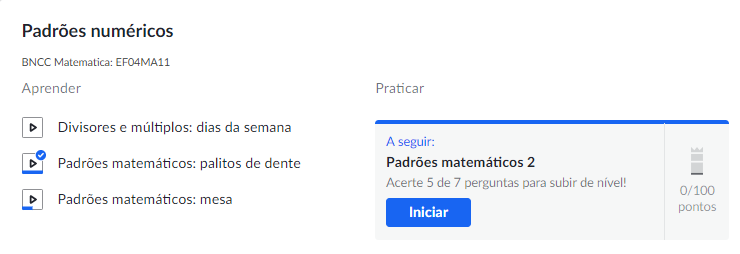 Padrões numéricos
BNCC Matematica: EF04MA11
Aprender
Divisores e múltiplos: dias da semana
Padrões matemáticos: palitos de dente
Padrões matemáticos: mesa
Praticar
A seguir:
Padrões matemáticos 2
Acerte 5 de 7 perguntas para subir de nível!
Iniciar
0/100
pontos